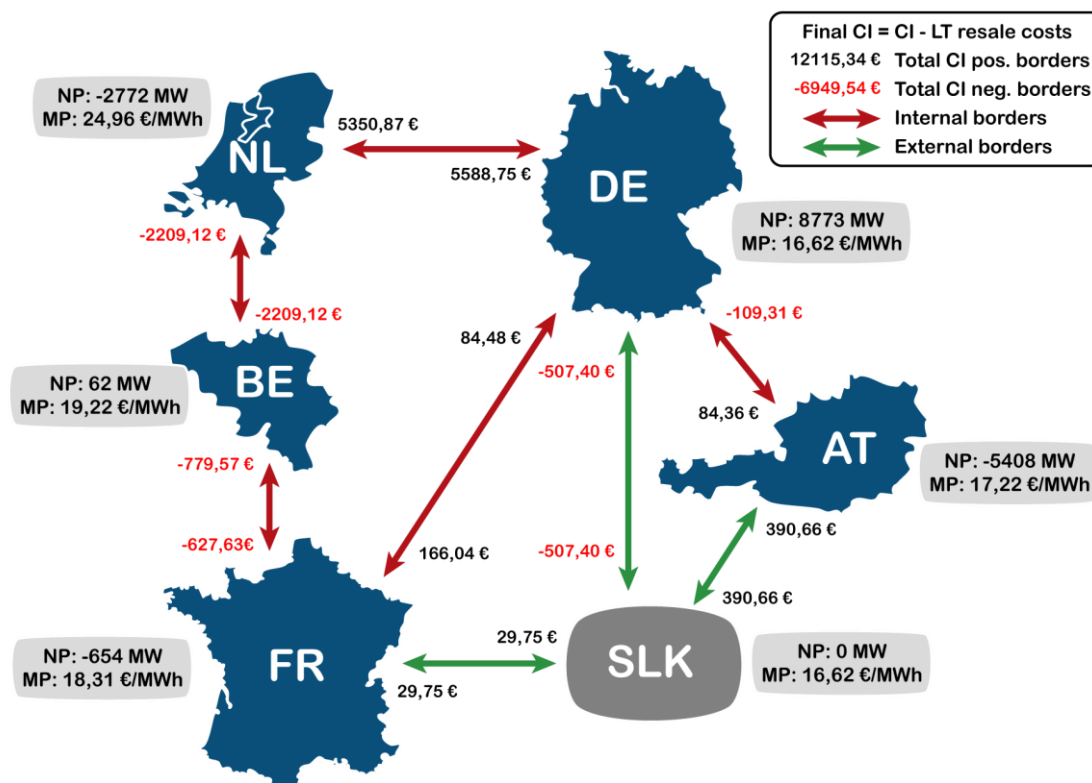 Final CI = CI - LT resale costs
12115,34 € Total CI pos. borders
-6949,54 € Total CI neg. borders
Internal borders
External borders
NP: -2772 MW
MP: 24,96 €/MWh
NL
5350,87 €
5588,75 €
DE
NP: 8773 MW
MP: 16,62 €/MWh
-2209,12 €
-2209,12 €
84,48 €
-109,31 €
-507,40 €
NP: 62 MW
MP: 19,22 €/MWh
BE
84,36 €
AT
NP: -5408 MW
MP: 17,22 €/MWh
-779,57 €
-627,63€
166,04 €
-507,40 €
390,66 €
390,66 €
NP: -654 MW
MP: 18,31 €/MWh
FR
29,75 €
29,75 €
SLK
NP: 0 MW
MP: 16,62 €/MWh